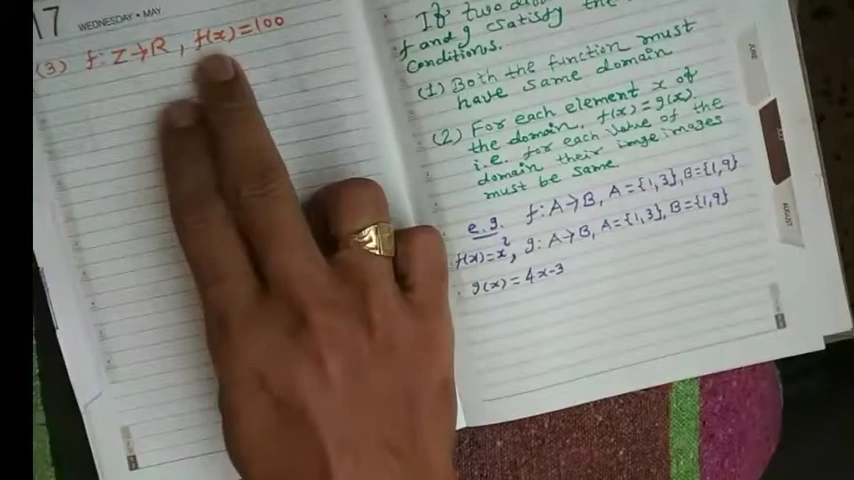 17
WEDNESDAY • MAY
(3) f: Z→R, f(x)=100
If two
f and g satisfy the
conditions.
(1) Both the function must
have same domain
(2) For each element x of
the domain, f(x)=g(x)
i.e. for each value of the
domain their imge images
must be same
e.g. f: A→B, A={1,3}, B={1,9}
f(x)=x², g: A→B, A={1,3}, B={1,9}
g(x)=4x-3
JUNE
JULY
AUGUST